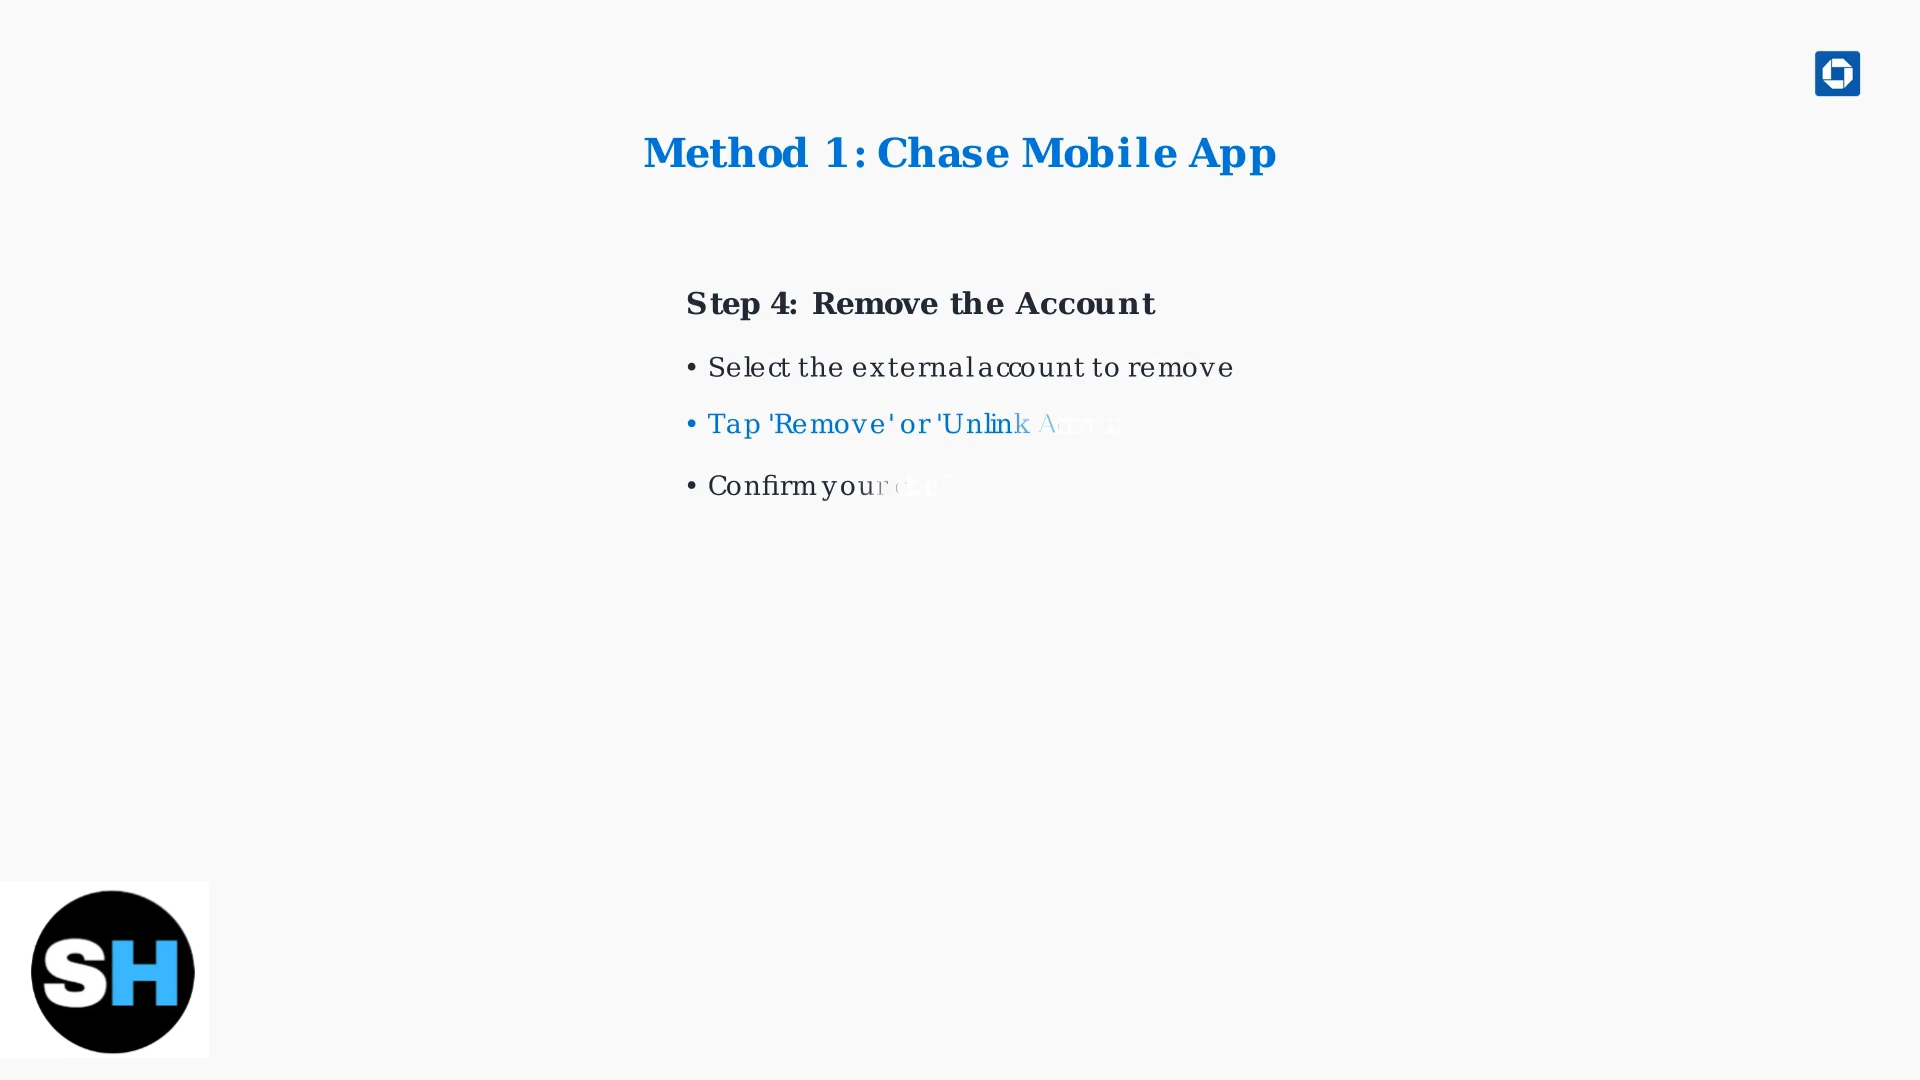 Method 1: Chase Mobile App
Step 4: Remove the Account
• Select the external account to remove
• Tap 'Remove' or 'Unlink
• Confirm your
SH